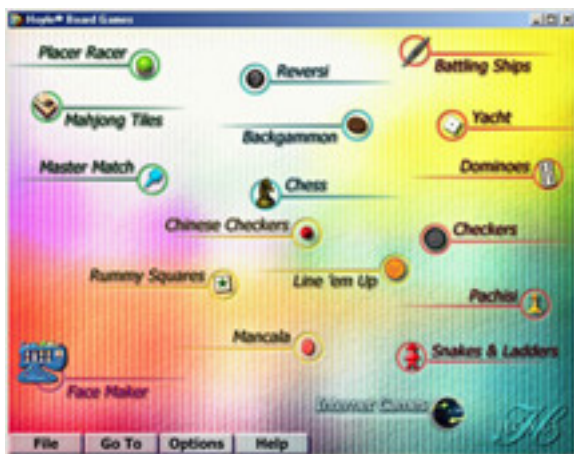 Hoyle® Board Games
Placer Racer
Reversi
Battling Ships
Mahjong Tiles
Backgammon
Yacht
Master Match
Chess
Dominoes
Chinese Checkers
Checkers
Rummy Squares
Line 'em Up
Pachisi
Mancala
Snakes & Ladders
Face Maker
Internet Games
File
Go To
Options
Help